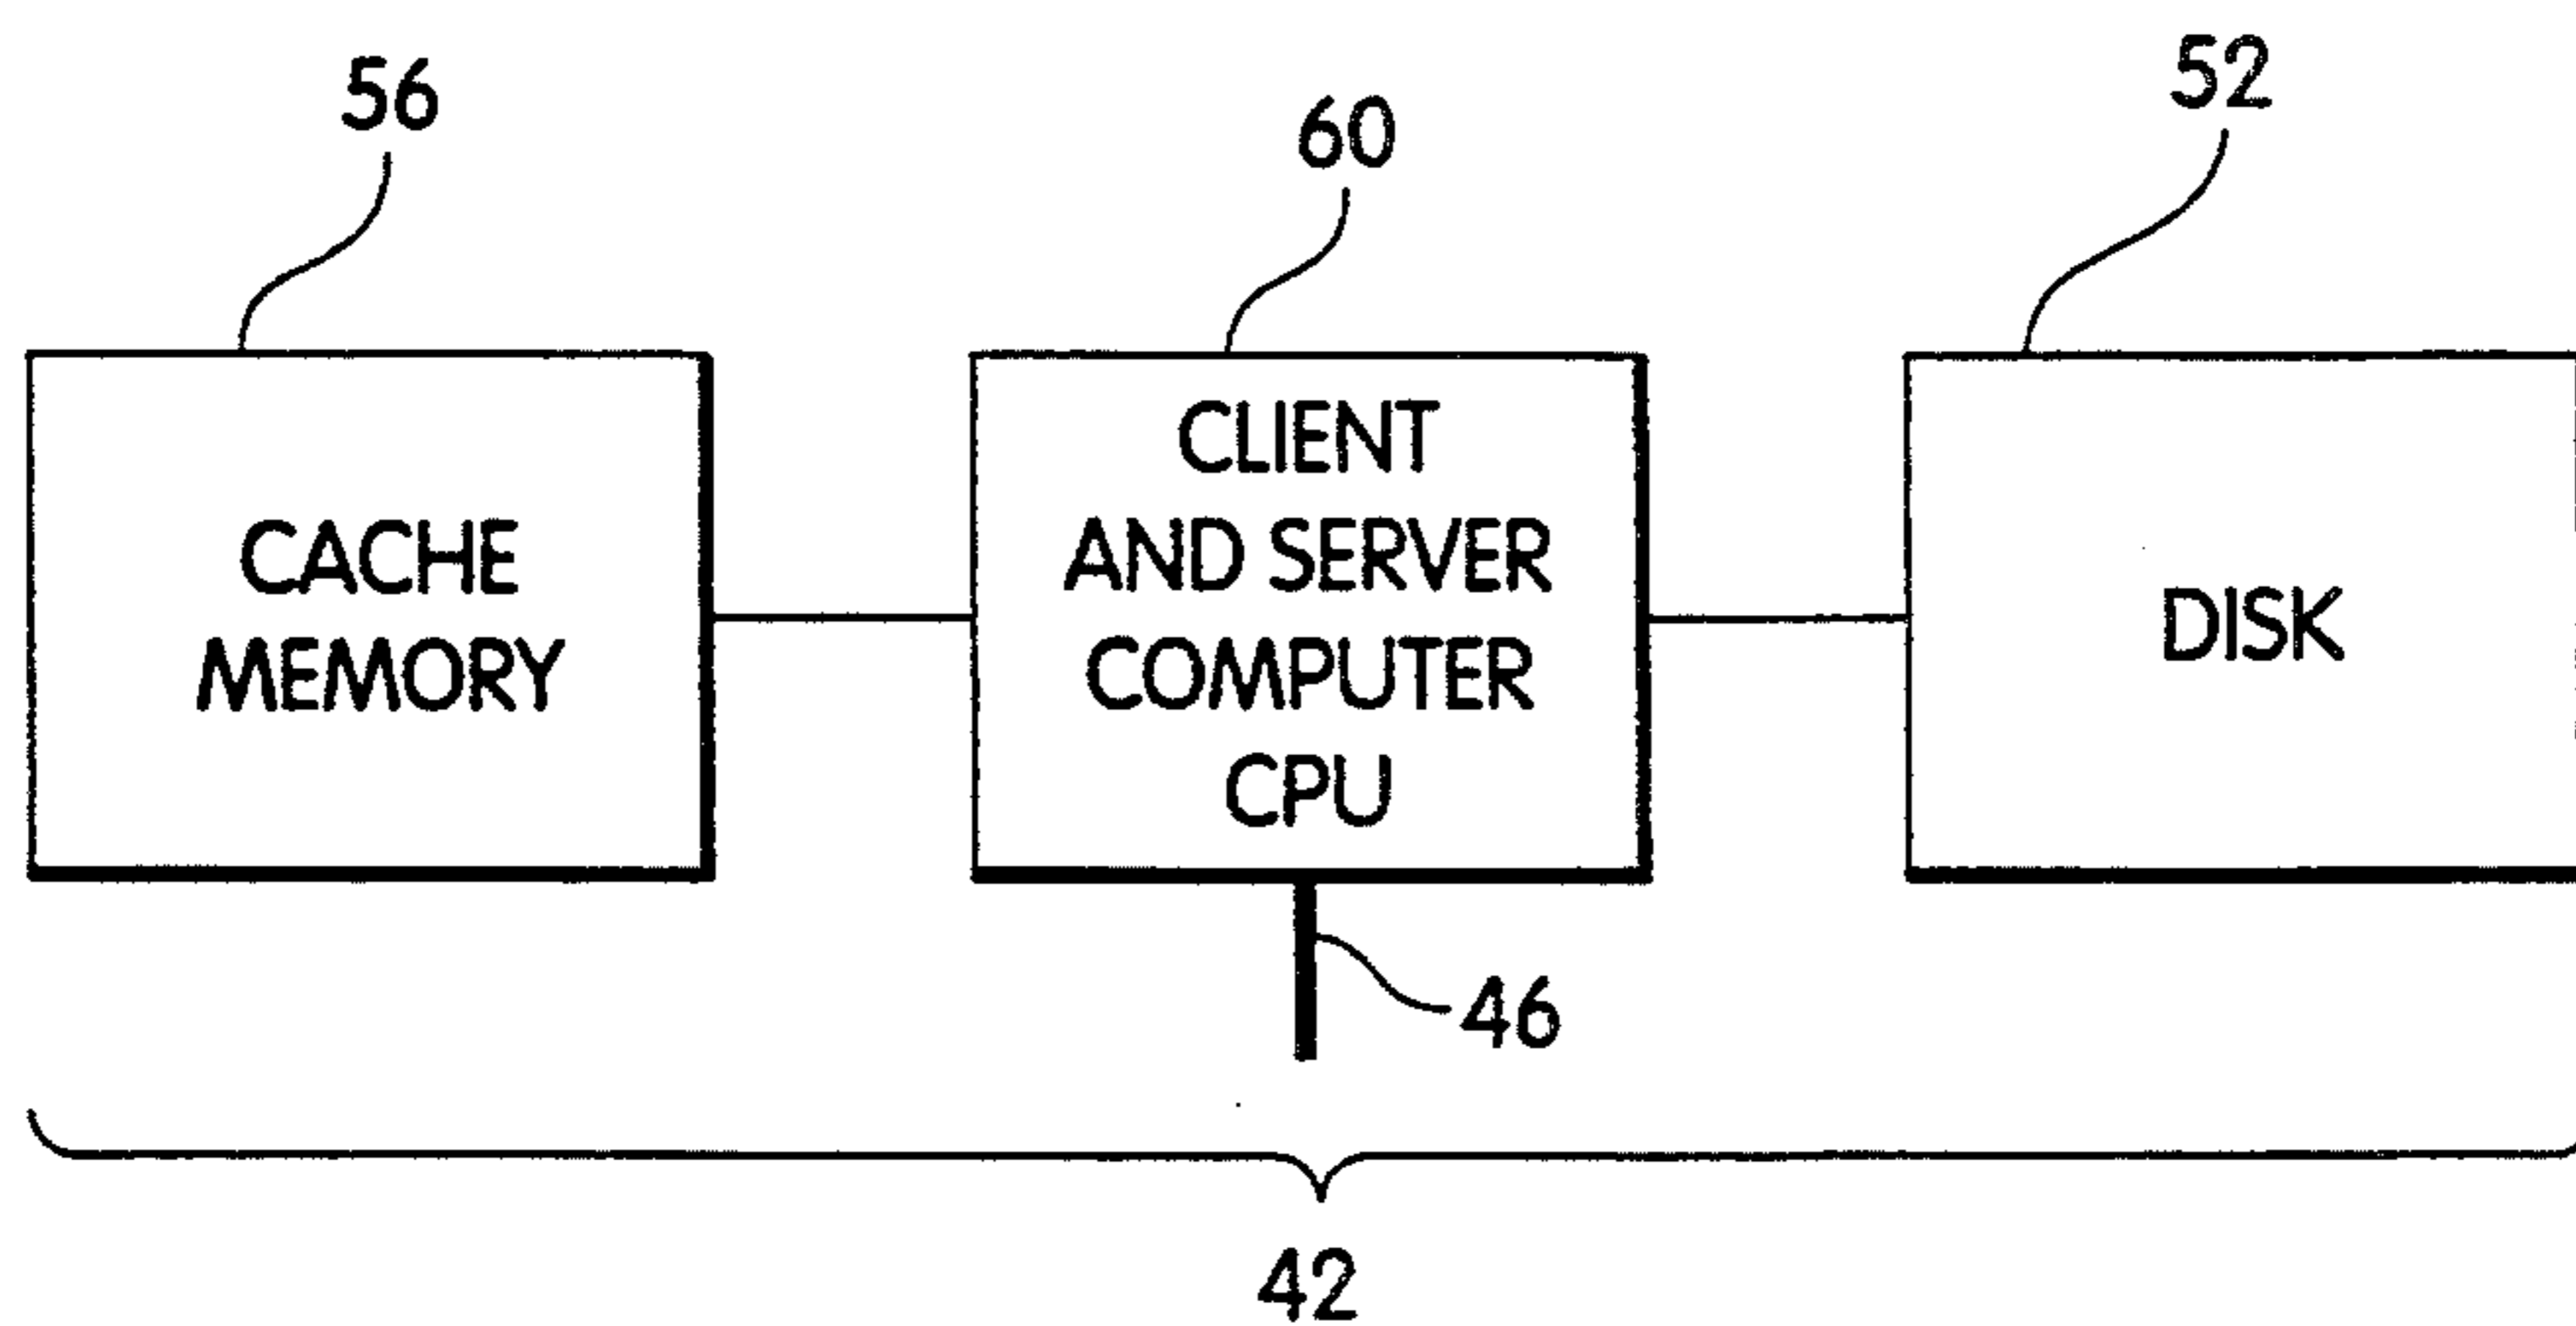 56
60
52
CACHE
MEMORY
CLIENT
AND SERVER
COMPUTER
CPU
DISK
46
42